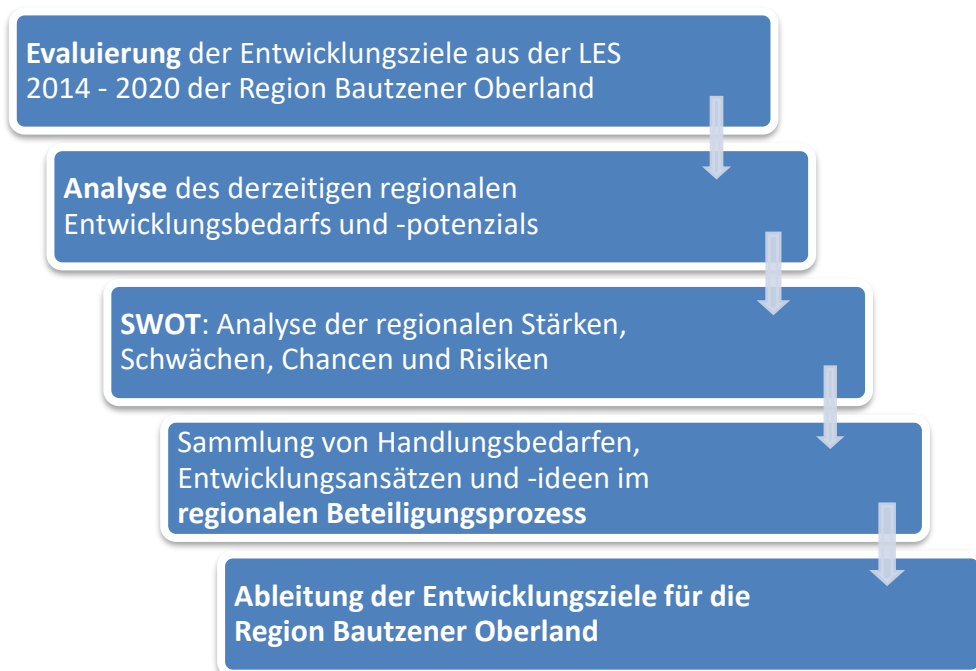 Evaluierung der Entwicklungsziele aus der LES
2014 - 2020 der Region Bautzener Oberland
Analyse des derzeitigen regionalen
Entwicklungsbedarfs und -potenzials
SWOT: Analyse der regionalen Stärken,
Schwächen, Chancen und Risiken
Sammlung von Handlungsbedarfen,
Entwicklungsansätzen und -ideen im
regionalen Beteiligungsprozess
Ableitung der Entwicklungsziele für die
Region Bautzener Oberland